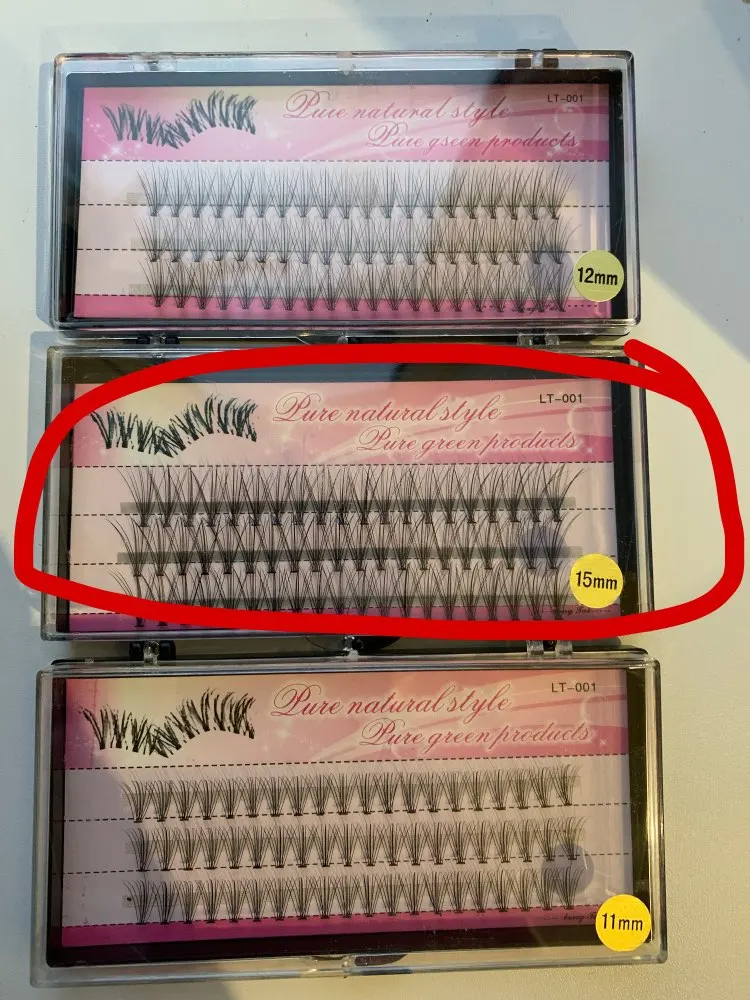 LT-001
Pure natural style
Pure gseen products
12mm
LT-001
Pure natural style
Pure green products
15mm
LT-001
Pure natural style
Pure green products
11mm